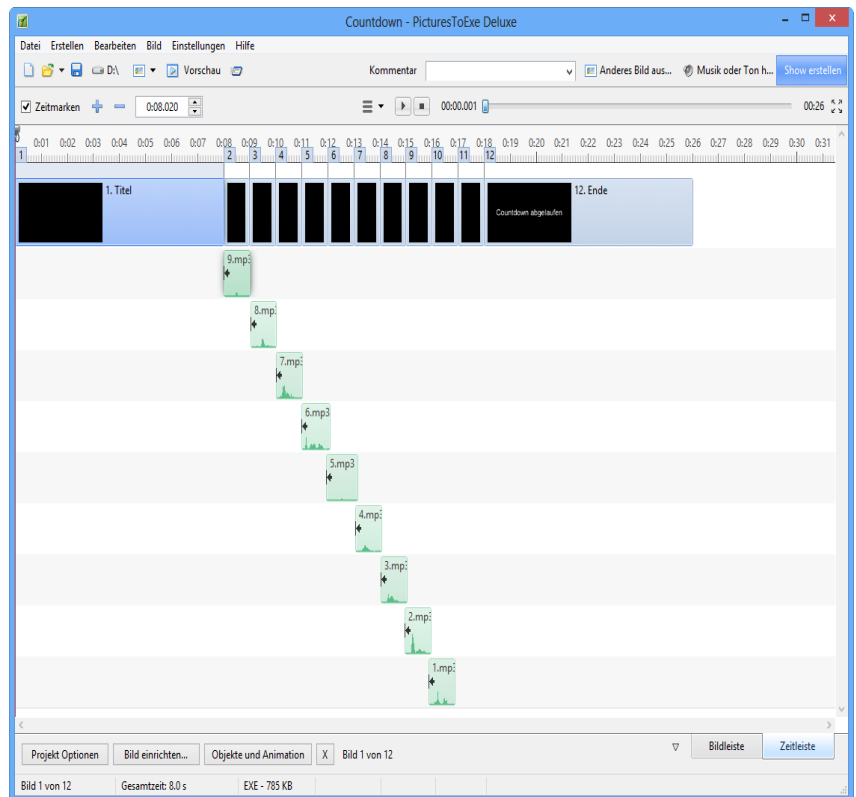 Countdown - PicturesToExe Deluxe
Datei Erstellen Bearbeiten Bild Einstellungen Hilfe
D:\ Vorschau Kommentar Anderes Bild aus... Musik oder Ton h... Show erstellen
Zeitmarken 0:08.020 00:00.001 00:26
0:01 0:02 0:03 0:04 0:05 0:06 0:07 0:08 0:09 0:10 0:11 0:12 0:13 0:14 0:15 0:16 0:17 0:18 0:19 0:20 0:21 0:22 0:23 0:24 0:25 0:26 0:27 0:28 0:29 0:30 0:31
1 2 3 4 5 6 7 8 9 10 11 12
1. Titel 12. Ende
Countdown abgelaufen
9.mp3
8.mp
7.mp3
6.mp3
5.mp3
4.mp3
3.mp3
2.mp3
1.mp3
Projekt Optionen Bild einrichten... Objekte und Animation X Bild 1 von 12 Bildleiste Zeitleiste
Bild 1 von 12 Gesamtzeit: 8.0 s EXE - 785 KB